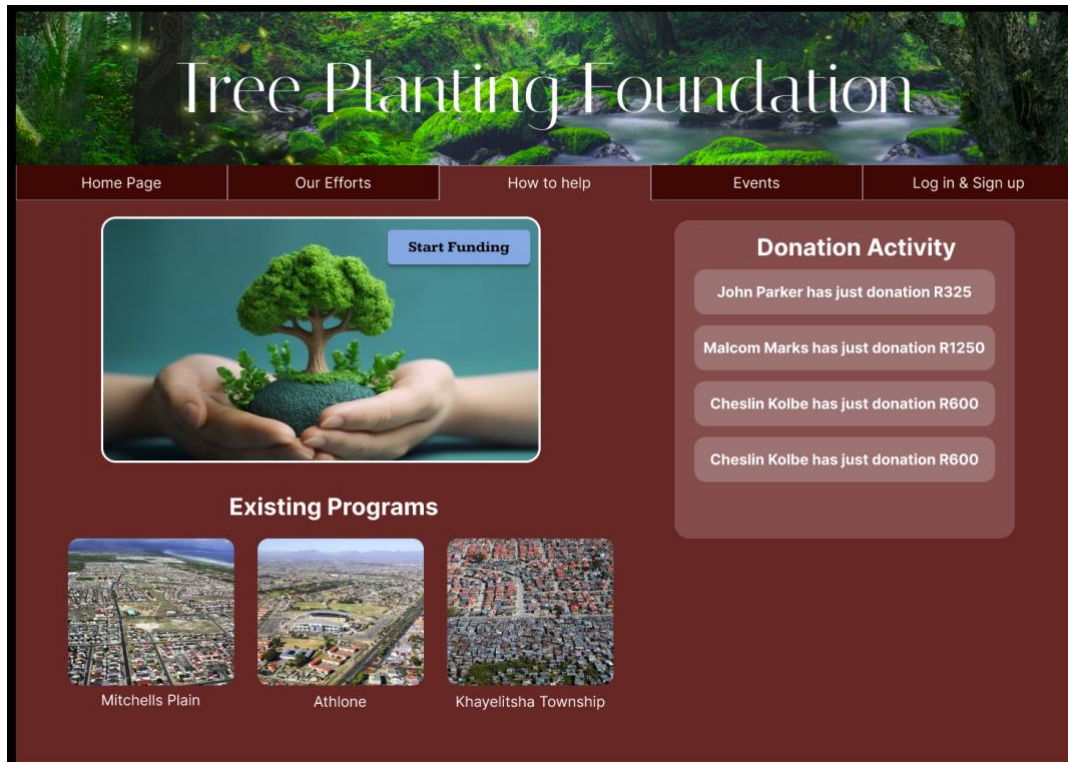 Tree Planting Foundation
Home Page
Our Efforts
How to help
Events
Log in & Sign up
Start Funding
Donation Activity
John Parker has just donation R325
Malcom Marks has just donation R1250
Cheslin Kolbe has just donation R600
Cheslin Kolbe has just donation R600
Existing Programs
Mitchells Plain
Athlone
Khayelitsha Township